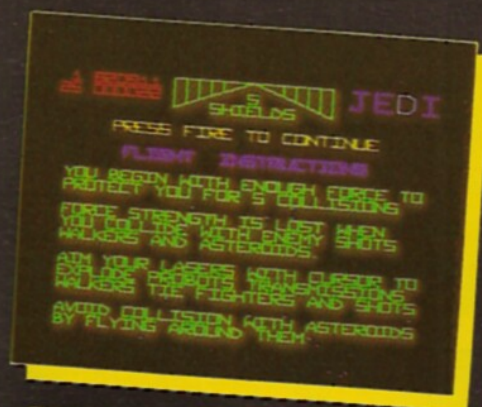 JEDI
5
SHIELDS
PRESS FIRE TO CONTINUE
FLIGHT INSTRUCTIONS
YOU BEGIN WITH ENOUGH FORCE TO
PROTECT YOU FOR 5 COLLISIONS
FORCE STRENGTH IS LOST WHEN
YOU COLLIDE WITH ENEMY SHOTS
WALKERS AND ASTEROIDS.
AIM YOUR LASERS WITH CURSOR TO
EXPLODE TRANSMISSIONS
WALKERS TIE FIGHTERS AND SHOTS
AVOID COLLISION WITH ASTEROIDS
BY FLYING AROUND THEM.